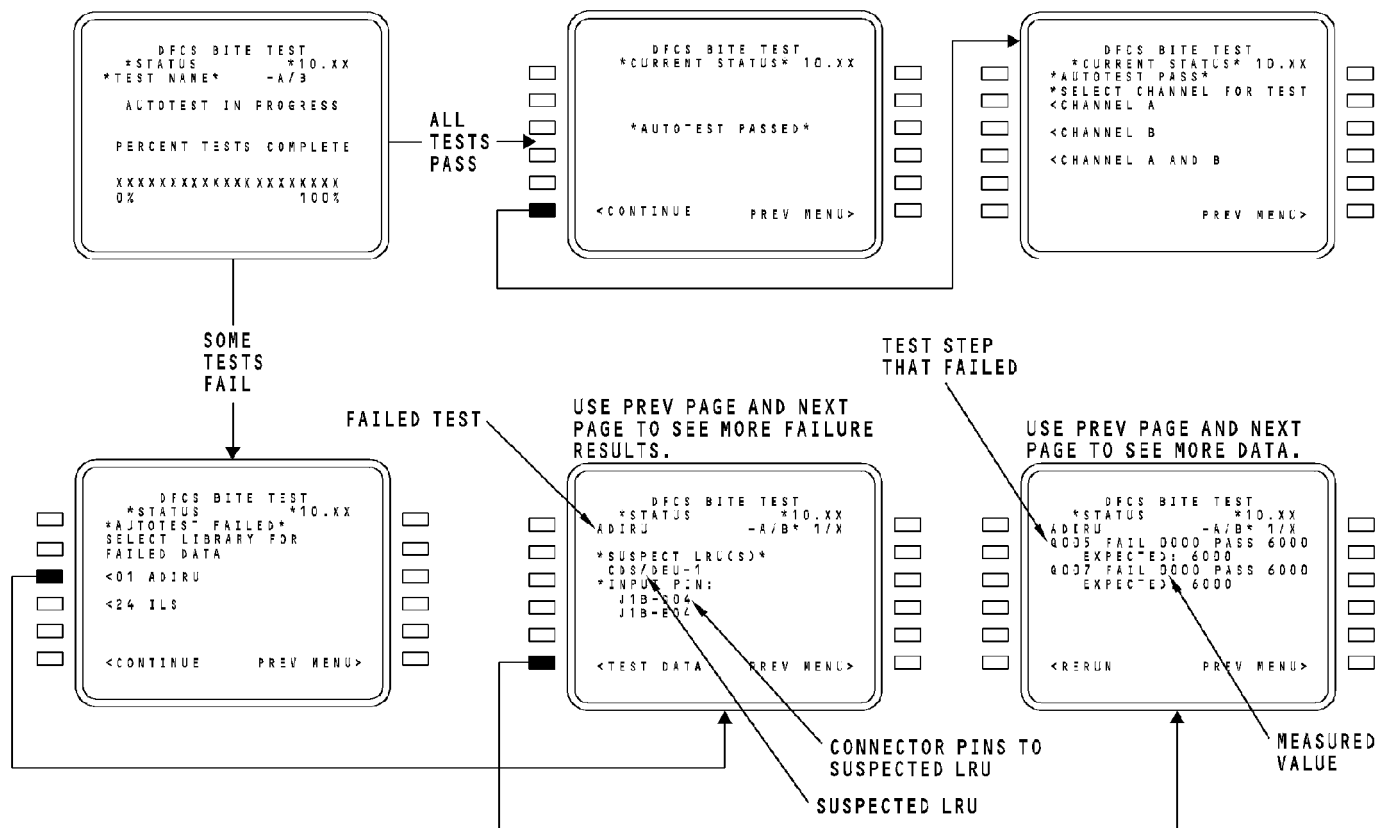 DFCS BITE TEST
*STATUS *10.XX
*TEST NAME* -A/B
AUTOTEST IN PROGRESS
PERCENT TESTS COMPLETE
XXXXXXXXXXXXXXXXXXXXX
0% 100%
ALL
TESTS
PASS
DFCS BITE TEST
*CURRENT STATUS* 10.XX
*AUTOTEST PASSED*
<CONTINUE PREV MENU>
DFCS BITE TEST
*CURRENT STATUS* 10.XX
*AUTOTEST PASS*
*SELECT CHANNEL FOR TEST
<CHANNEL A
<CHANNEL B
<CHANNEL A AND B
PREV MENU>
SOME
TESTS
FAIL
DFCS BITE TEST
*STATUS *10.XX
*AUTOTEST FAILED*
SELECT LIBRARY FOR
FAILED DATA
<01 ADIRU
<24 ILS
<CONTINUE PREV MENU>
FAILED TEST
USE PREV PAGE AND NEXT
PAGE TO SEE MORE FAILURE
RESULTS.
DFCS BITE TEST
*STATUS *10.XX
ADIRU -A/B* 1/X
*SUSPECT LRU(S)*
CDS/DEU-1
*INPUT PIN:
J1B-
J1B-E04
<TEST DATA PREV MENU>
CONNECTOR PINS TO
SUSPECTED LRU
SUSPECTED LRU
TEST STEP
THAT FAILED
USE PREV PAGE AND NEXT
PAGE TO SEE MORE DATA.
DFCS BITE TEST
*STATUS *10.XX
ADIRU -A/B* 1/X
Q005 FAIL 0000 PASS 6000
EXPECTED: 6000
Q007 FAIL 0000 PASS 6000
EXPECTED: 6000
<RERUN PREV MENU>
MEASURED
VALUE